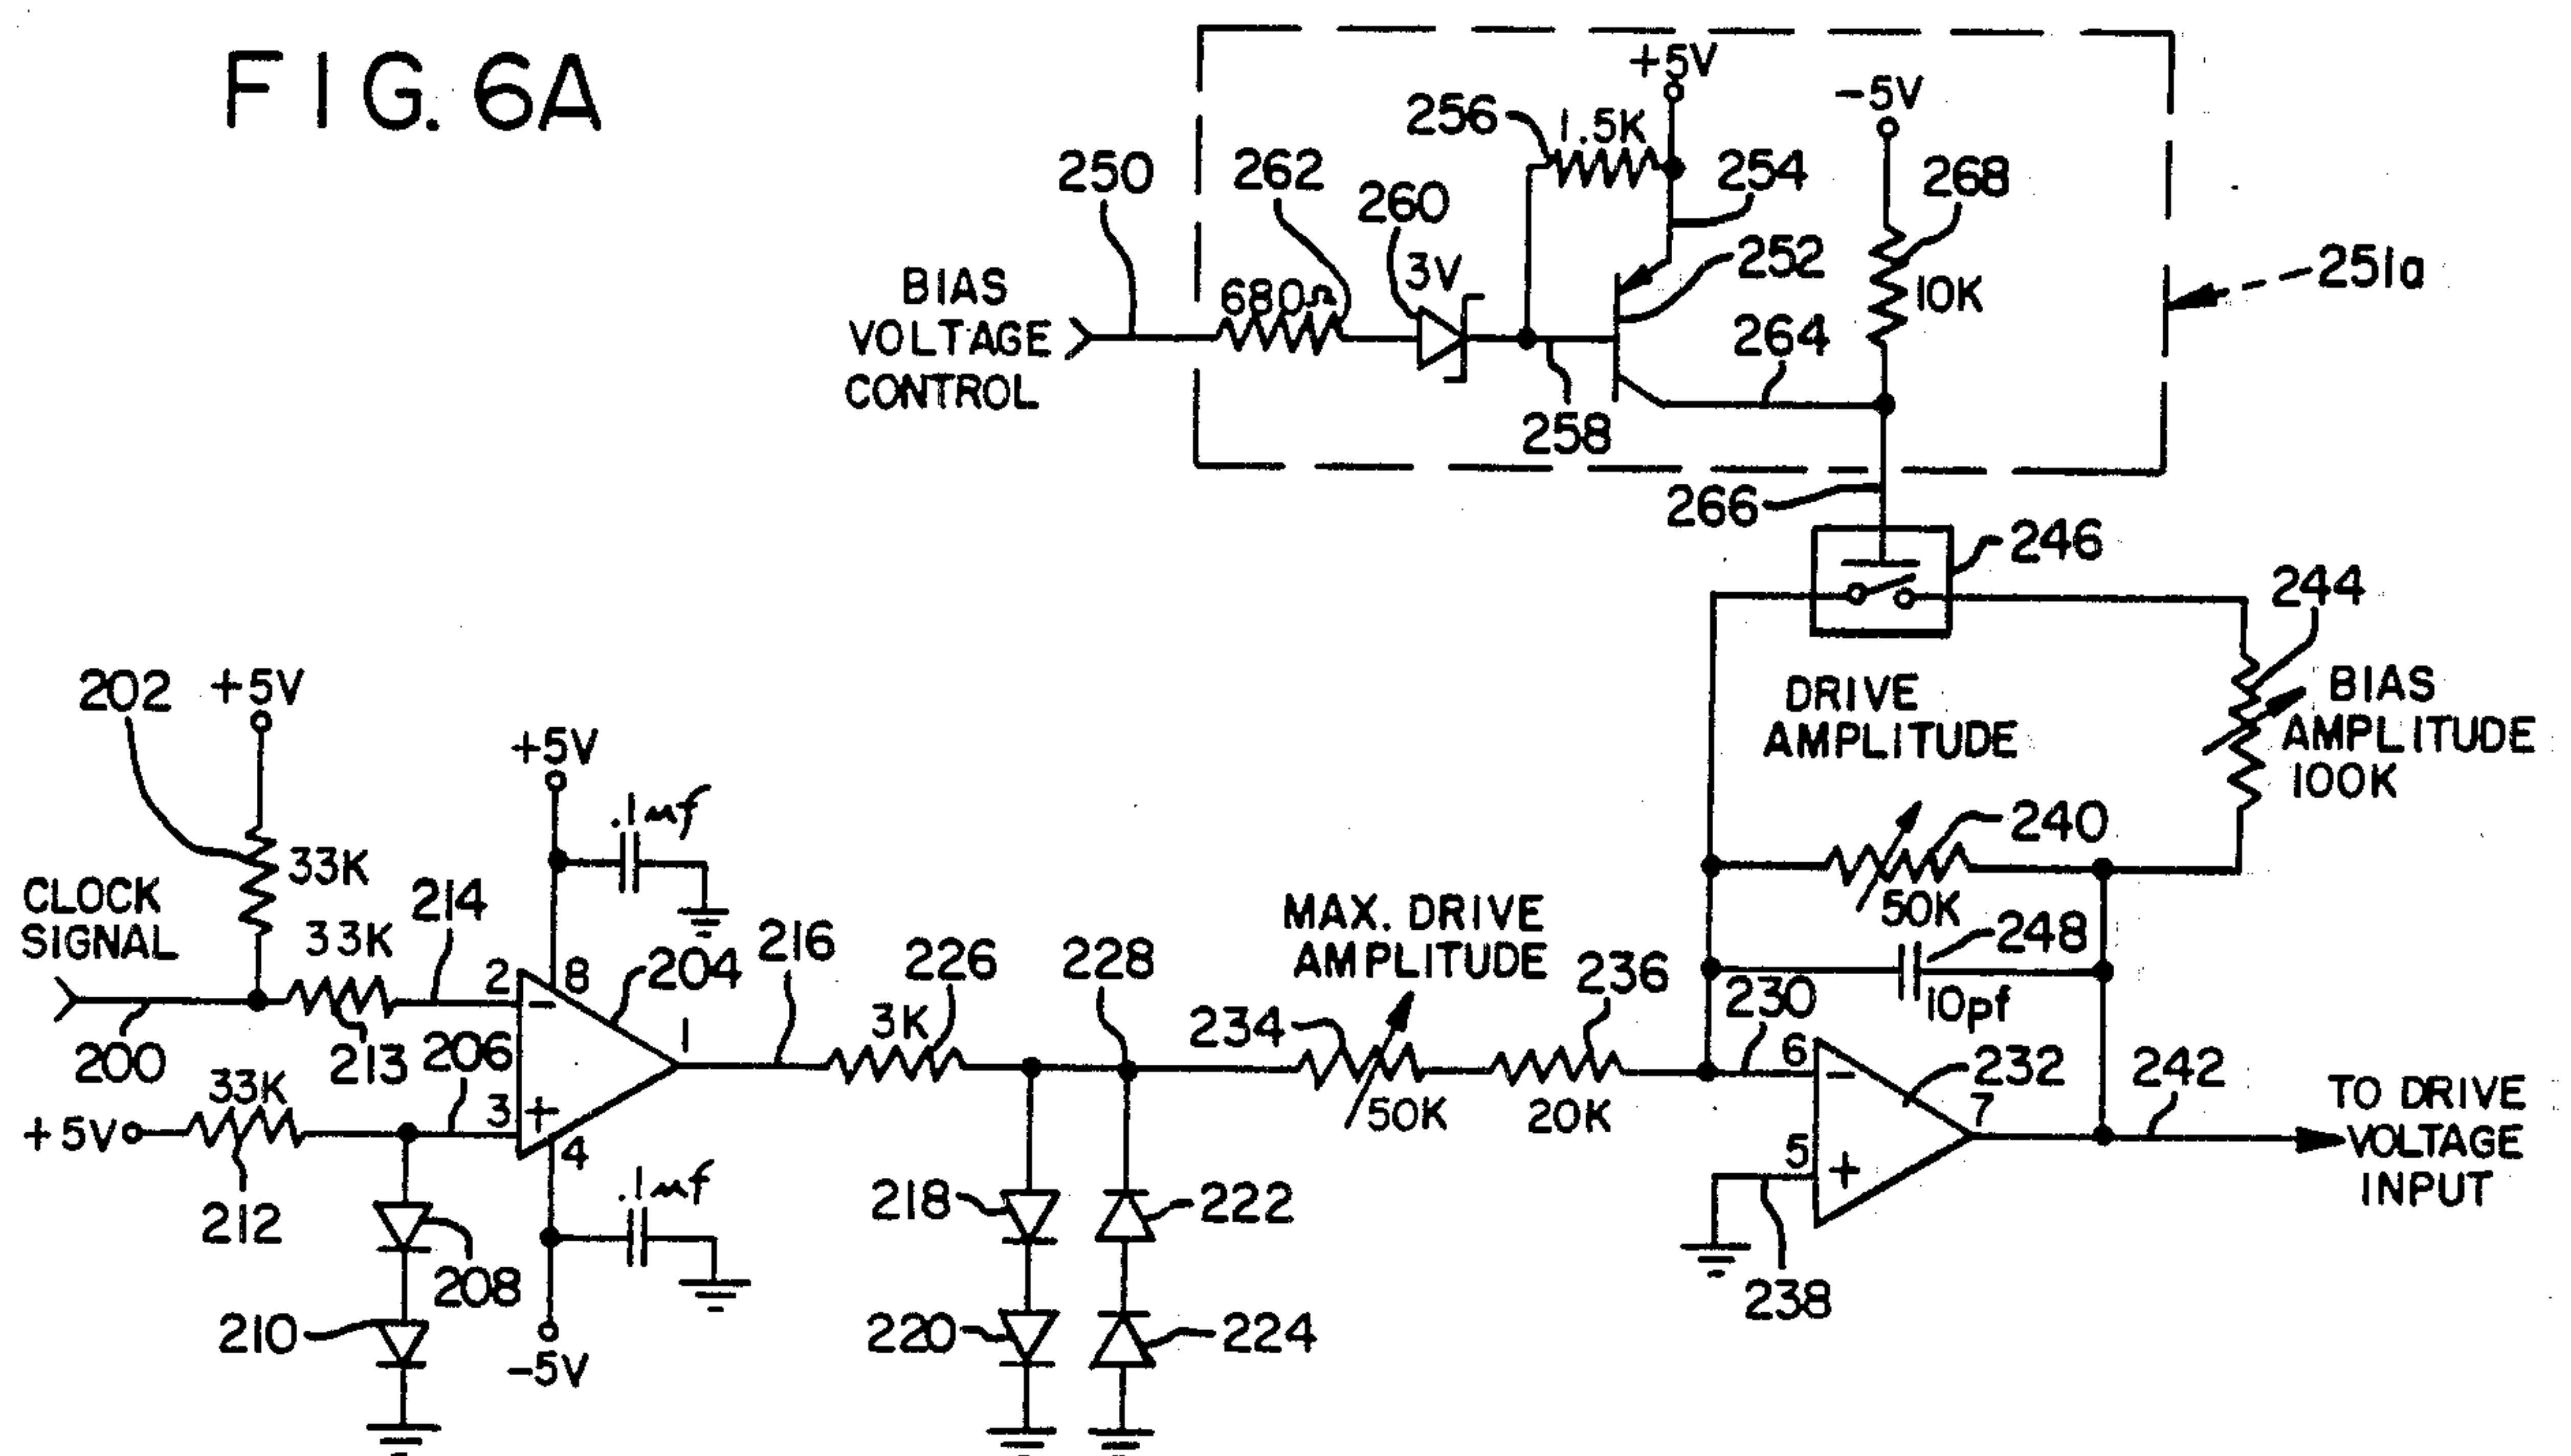 FIG. 6A
+5V
-5V
256
1.5K
250
262
260
254
268
3V
252
251a
BIAS
VOLTAGE
CONTROL
680Ω
10K
264
258
266
246
244
202
+5V
DRIVE
AMPLITUDE
BIAS
AMPLITUDE
100K
+5V
.1 µf
240
33K
50K
CLOCK
SIGNAL
214
33K
MAX. DRIVE
AMPLITUDE
248
2
8
204
216
226
228
234
236
230
10pf
200
213
206
1
3K
50K
20K
6
232
242
33K
7
TO DRIVE
VOLTAGE
INPUT
+5V
3
4
5
212
208
.1 µf
218
222
238
210
-5V
220
224